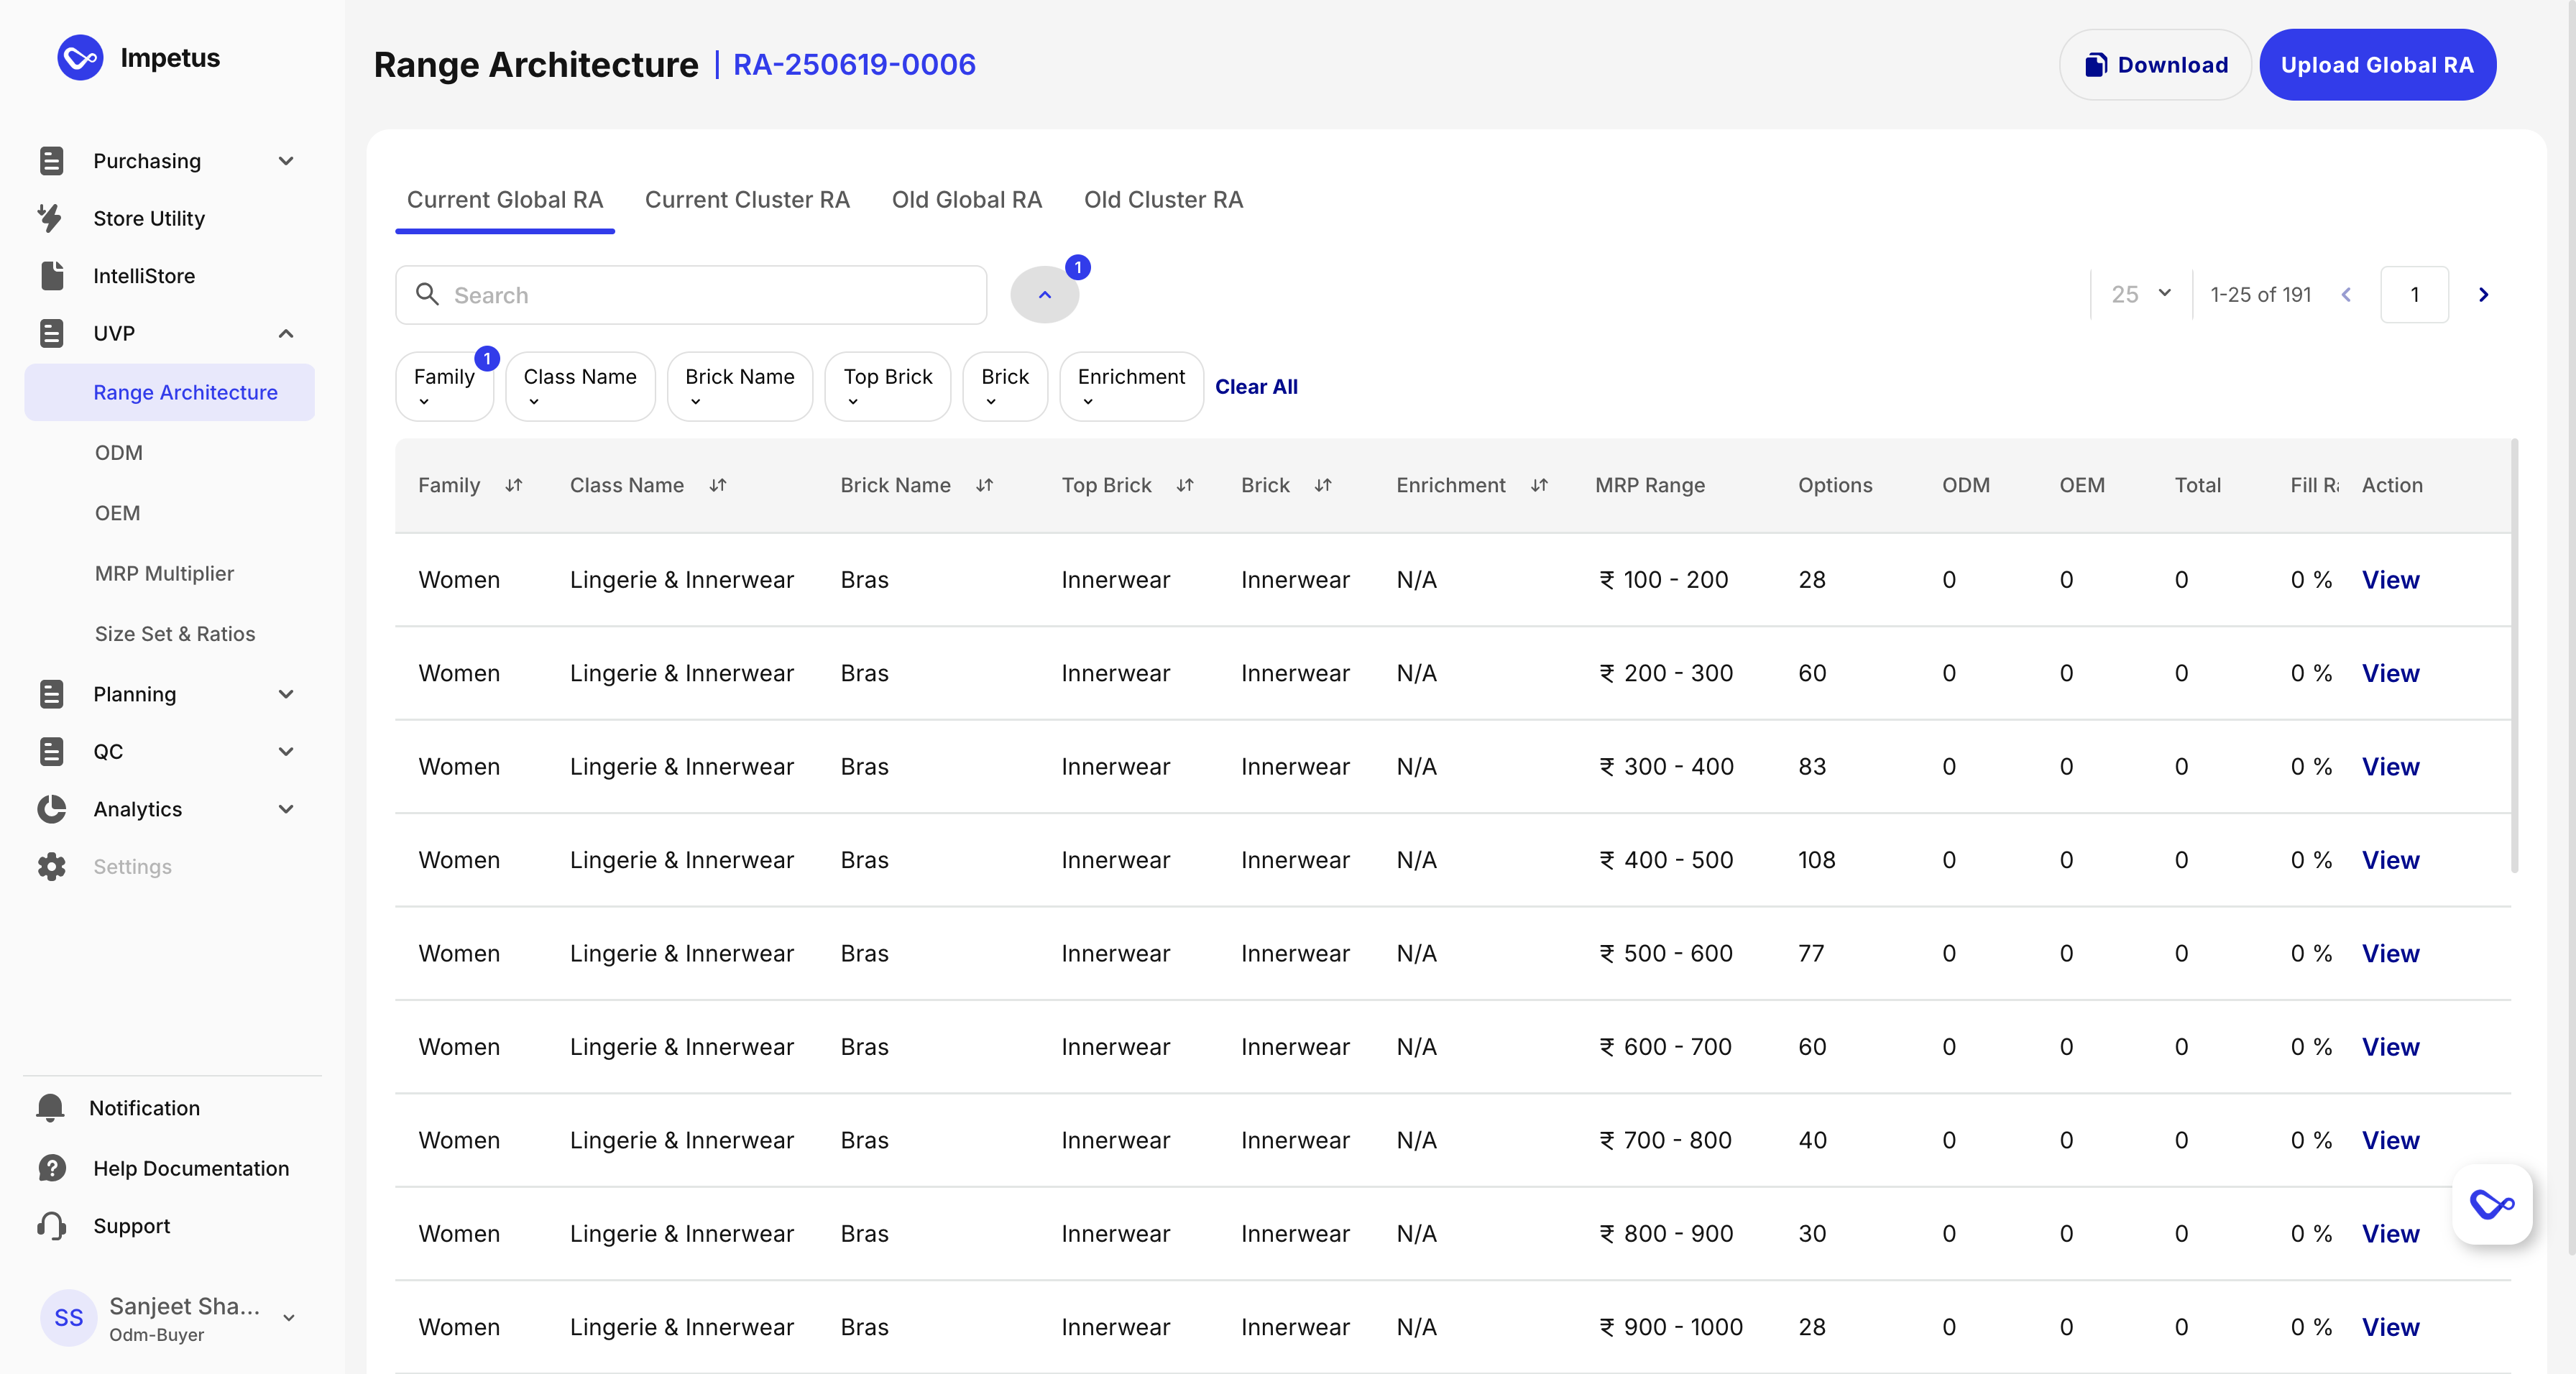 Impetus
Purchasing
Store Utility
IntelliStore
UVP
Range Architecture
ODM
OEM
MRP Multiplier
Size Set & Ratios
Planning
QC
Analytics
Settings
Notification
Help Documentation
Support
SS
Sanjeet Sha...
Odm-Buyer
Range Architecture | RA-250619-0006
Download
Upload Global RA
Current Global RA Current Cluster RA Old Global RA Old Cluster RA
Search
1
25 1-25 of 191 1
Family 1 Class Name Brick Name Top Brick Brick Enrichment Clear All
Family Class Name Brick Name Top Brick Brick Enrichment MRP Range Options ODM OEM Total Fill Ra Action
Women Lingerie & Innerwear Bras Innerwear Innerwear N/A ₹ 100 - 200 28 0 0 0 0 % View
Women Lingerie & Innerwear Bras Innerwear Innerwear N/A ₹ 200 - 300 60 0 0 0 0 % View
Women Lingerie & Innerwear Bras Innerwear Innerwear N/A ₹ 300 - 400 83 0 0 0 0 % View
Women Lingerie & Innerwear Bras Innerwear Innerwear N/A ₹ 400 - 500 108 0 0 0 0 % View
Women Lingerie & Innerwear Bras Innerwear Innerwear N/A ₹ 500 - 600 77 0 0 0 0 % View
Women Lingerie & Innerwear Bras Innerwear Innerwear N/A ₹ 600 - 700 60 0 0 0 0 % View
Women Lingerie & Innerwear Bras Innerwear Innerwear N/A ₹ 700 - 800 40 0 0 0 0 % View
Women Lingerie & Innerwear Bras Innerwear Innerwear N/A ₹ 800 - 900 30 0 0 0 0 % View
Women Lingerie & Innerwear Bras Innerwear Innerwear N/A ₹ 900 - 1000 28 0 0 0 0 % View